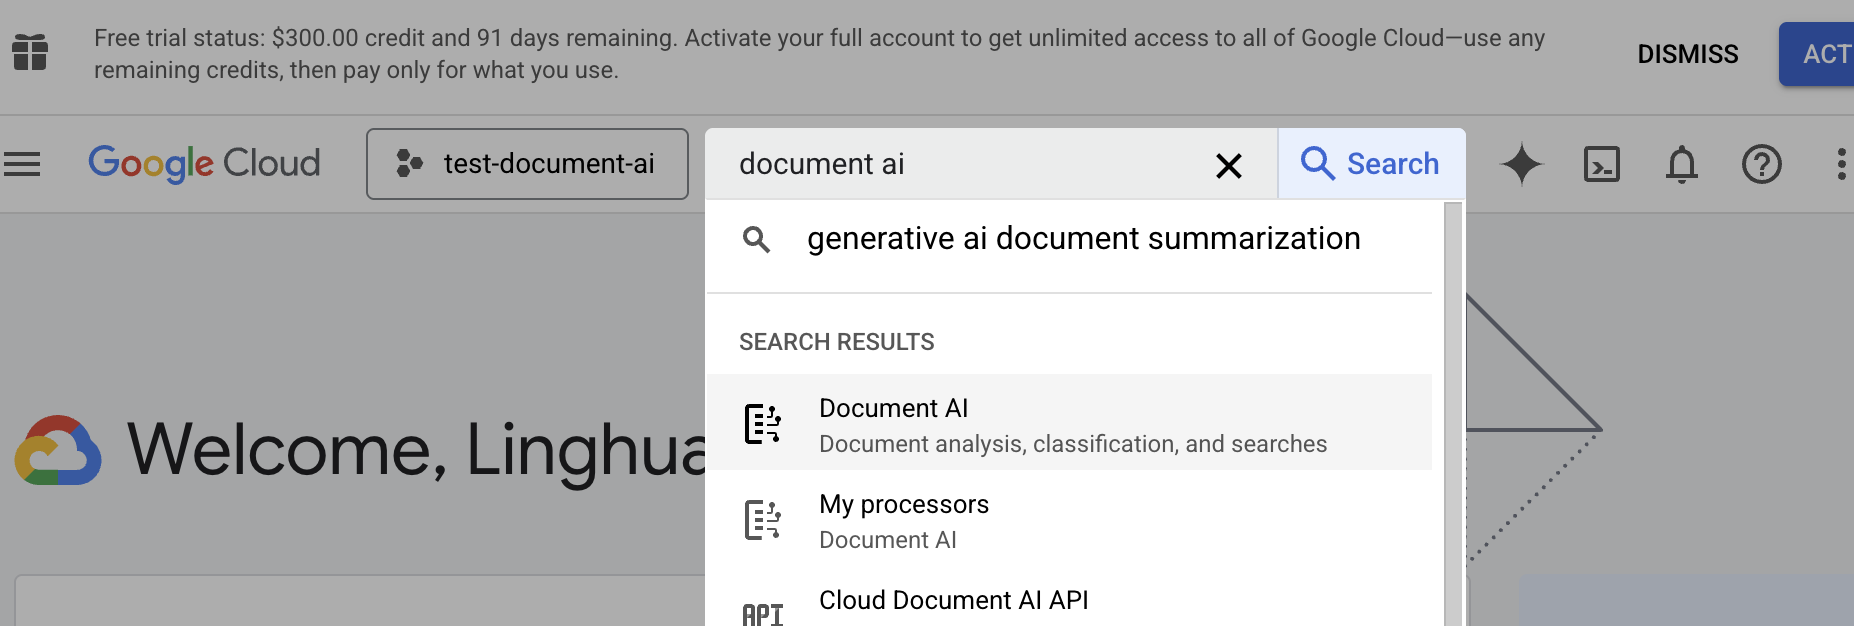 Free trial status: $300.00 credit and 91 days remaining. Activate your full account to get unlimited access to all of Google Cloud—use any
remaining credits, then pay only for what you use.
DISMISS
ACT
Google Cloud
test-document-ai
document ai
Search
generative ai document summarization
SEARCH RESULTS
Document AI
Document analysis, classification, and searches
Welcome, Linghua
My processors
Document AI
Cloud Document AI API
API